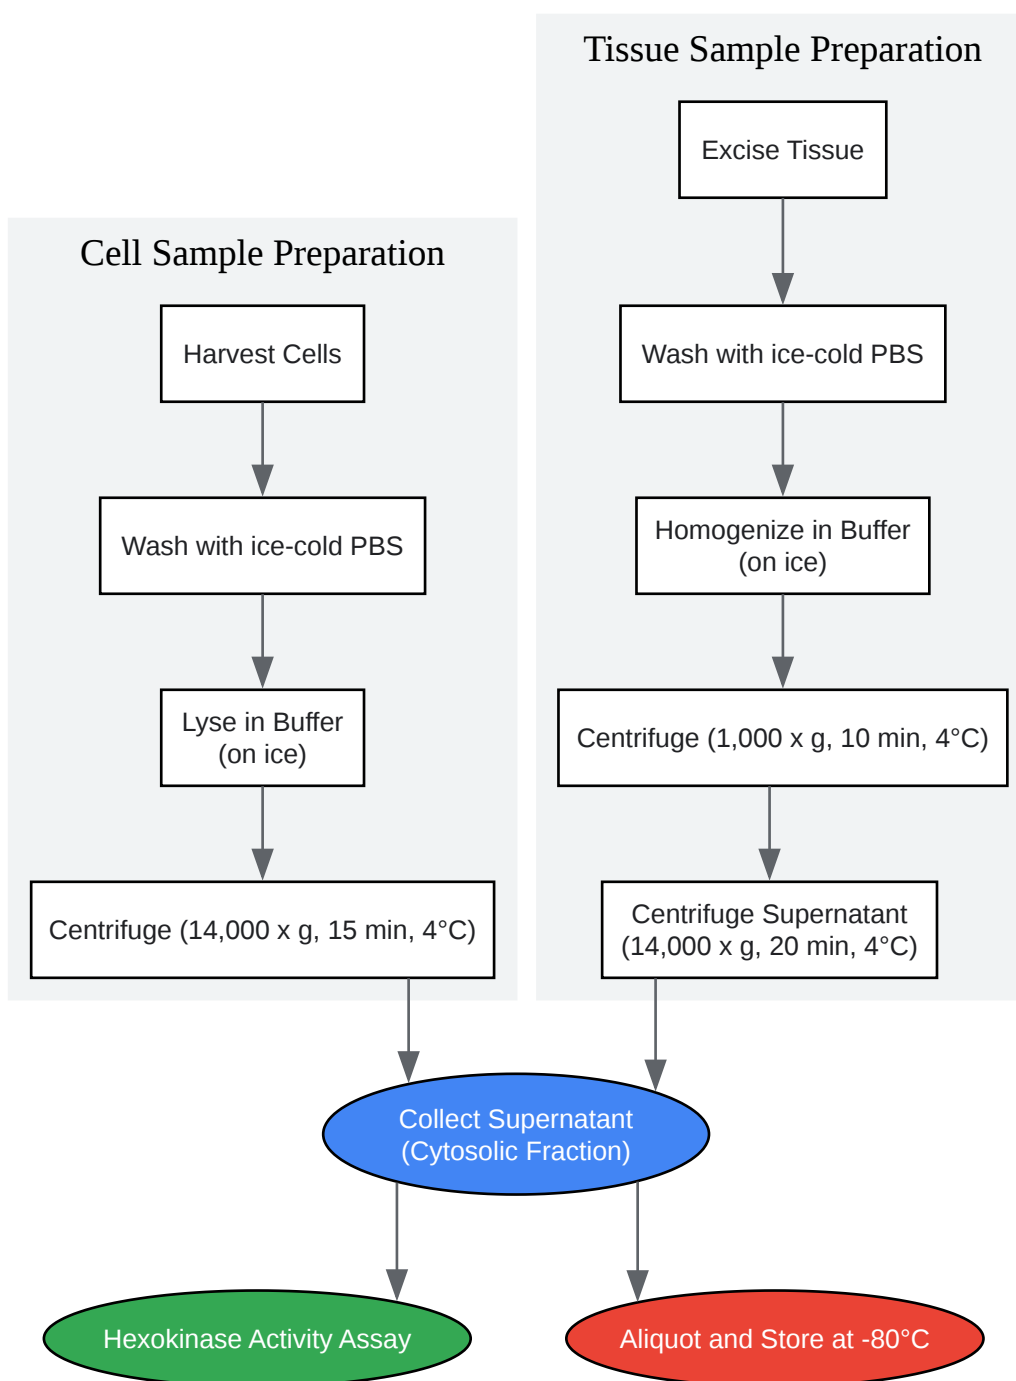 Cell Sample Preparation
Harvest Cells
Wash with ice-cold PBS
Lyse in Buffer
(on ice)
Centrifuge (14,000 x g, 15 min, 4°C)
Tissue Sample Preparation
Excise Tissue
Wash with ice-cold PBS
Homogenize in Buffer
(on ice)
Centrifuge (1,000 x g, 10 min, 4°C)
Centrifuge Supernatant
(14,000 x g, 20 min, 4°C)
Collect Supernatant
(Cytosolic Fraction)
Hexokinase Activity Assay
Aliquot and Store at -80°C